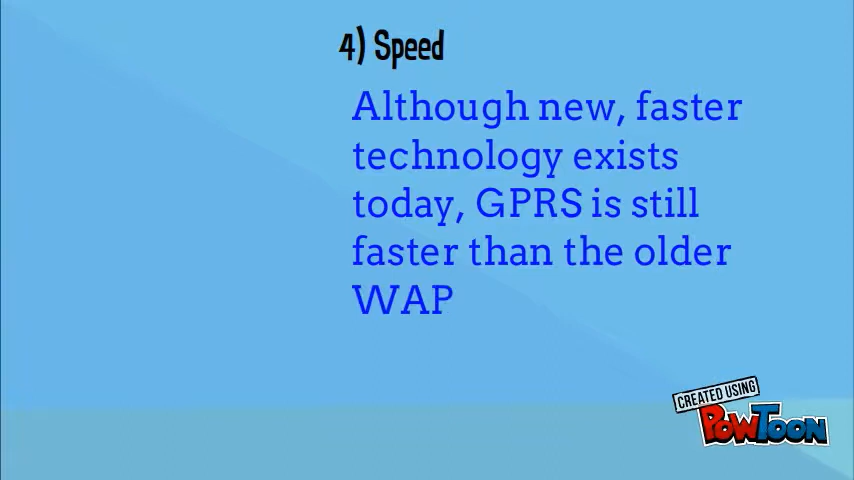 4) Speed
Although new, faster
technology exists
today, GPRS is still
faster than the older
WAP
CREATED USING
POWTOON